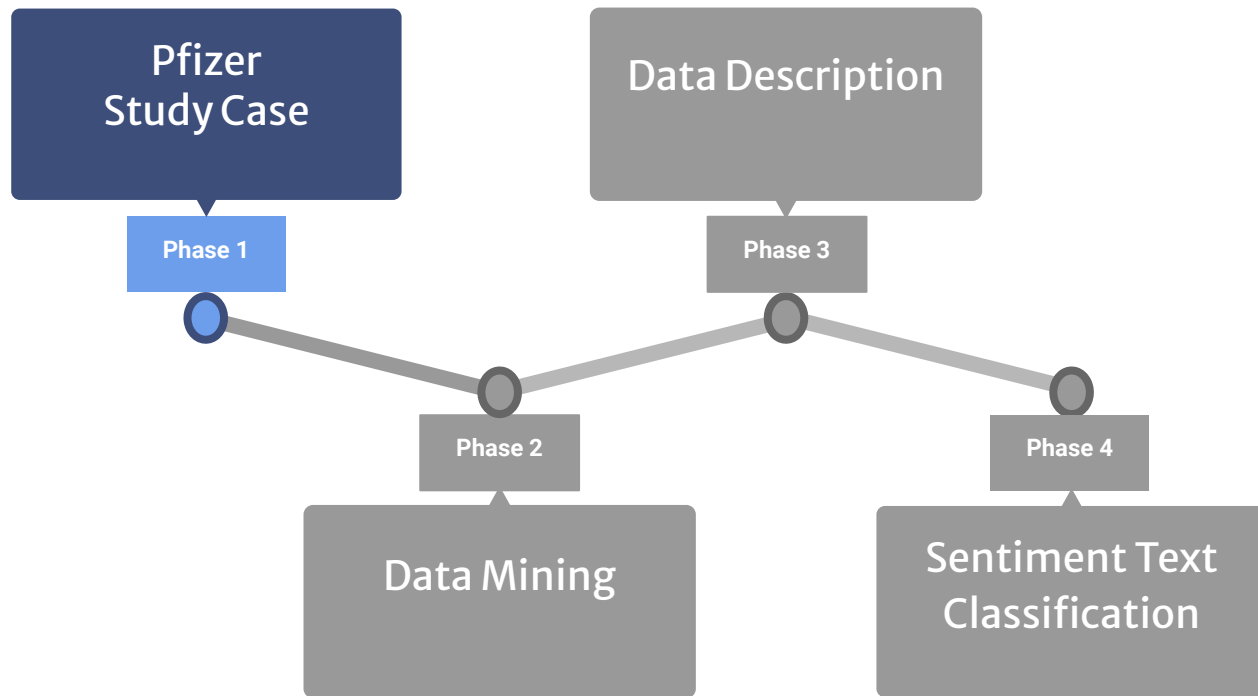 Pfizer
Study Case
Phase 1
Phase 2
Data Mining
Data Description
Phase 3
Phase 4
Sentiment Text
Classification